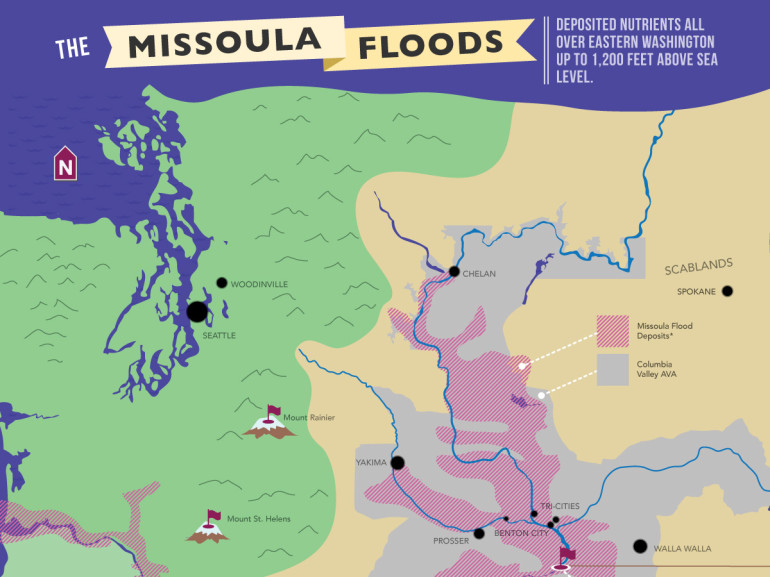 THE MISSOULA FLOODS
DEPOSITED NUTRIENTS ALL
OVER EASTERN WASHINGTON
UP TO 1,200 FEET ABOVE SEA
LEVEL.
N
WOODINVILLE
SEATTLE
CHELAN
SCABLANDS
SPOKANE
Missoula Flood
Deposits*
Columbia
Valley AVA
Mount Rainier
YAKIMA
Mount St. Helens
TRI-CITIES
BENTON CITY
PROSSER
WALLA WALLA